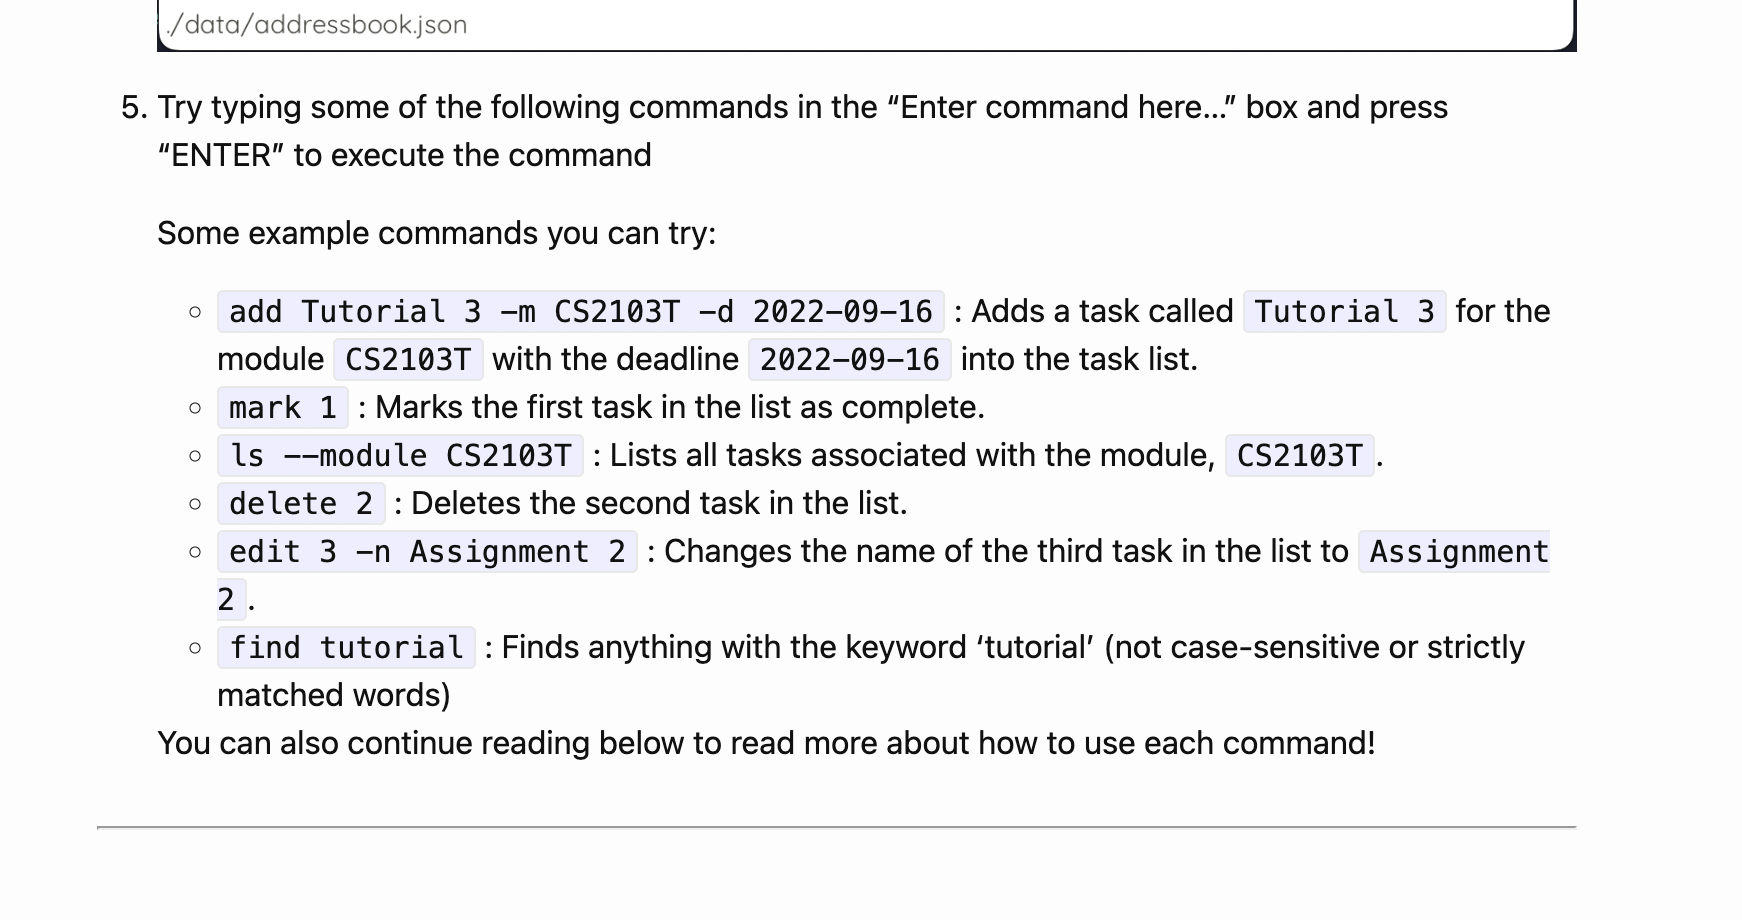 ./data/addressbook.json
5. Try typing some of the following commands in the “Enter command here...” box and press
“ENTER” to execute the command
Some example commands you can try:
◦ add Tutorial 3 -m CS2103T -d 2022-09-16 : Adds a task called Tutorial 3 for the
module CS2103T with the deadline 2022-09-16 into the task list.
◦ mark 1 : Marks the first task in the list as complete.
◦ ls --module CS2103T : Lists all tasks associated with the module, CS2103T .
◦ delete 2 : Deletes the second task in the list.
◦ edit 3 -n Assignment 2 : Changes the name of the third task in the list to Assignment
2 .
◦ find tutorial : Finds anything with the keyword ‘tutorial’ (not case-sensitive or strictly
matched words)
You can also continue reading below to read more about how to use each command!